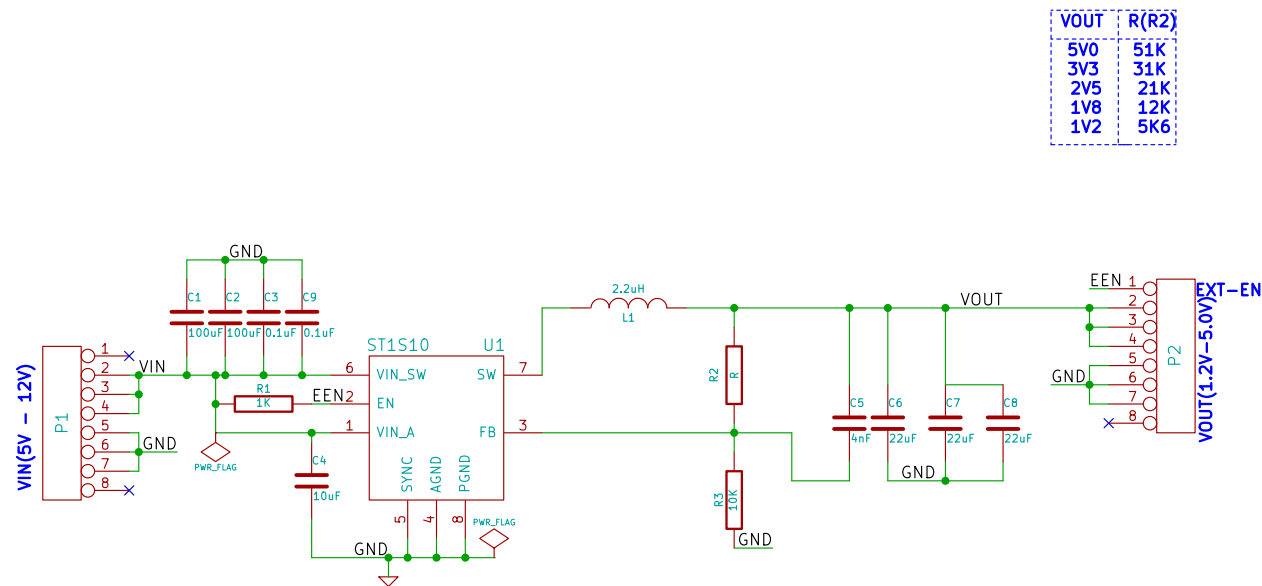 VOUT R(R2)
5V0 51K
3V3 31K
2V5 21K
1V8 12K
1V2 5K6
GND
C1 C2 C3 C9
100uF 100uF 0.1uF 0.1uF
VIN(5V - 12V)
P1
1
2
3
4
5
6
7
8
VIN
GND
R1
1K
EEN
PWR_FLAG
C4
10uF
GND
ST1S10 U1
6 VIN_SW SW 7
2 EN
1 VIN_A FB 3
SYNC AGND PGND
5 4 8
PWR_FLAG
2.2uH
L1
R2
R
R3
10K
GND
VOUT
C5 C6 C7 C8
4nF 22uF 22uF 22uF
GND
EEN
GND
1
2
3
4
5
6
7
8
P2
EXT-EN
VOUT(1.2V-5.0V)